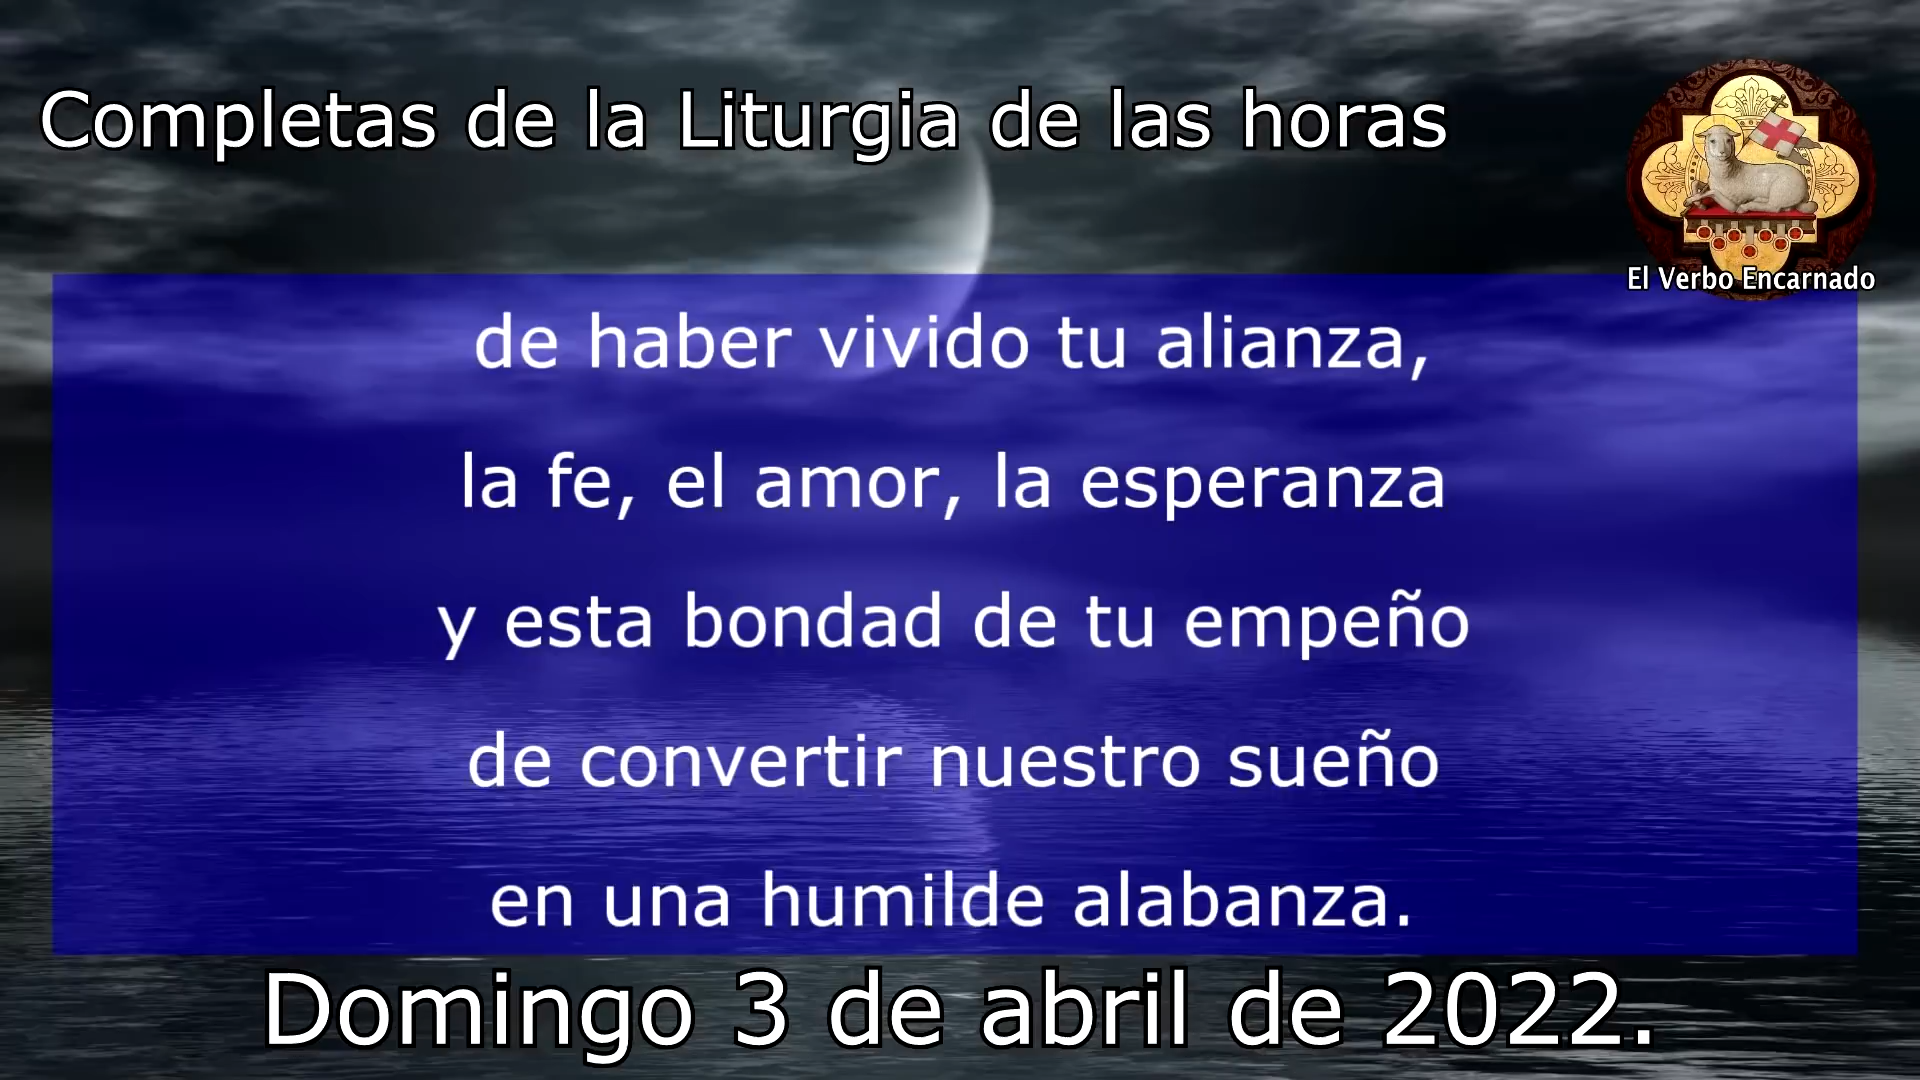 Completas de la Liturgia de las horas
El Verbo Encarnado
de haber vivido tu alianza,
la fe, el amor, la esperanza
y esta bondad de tu empeño
de convertir nuestro sueño
en una humilde alabanza.
Domingo 3 de abril de 2022.